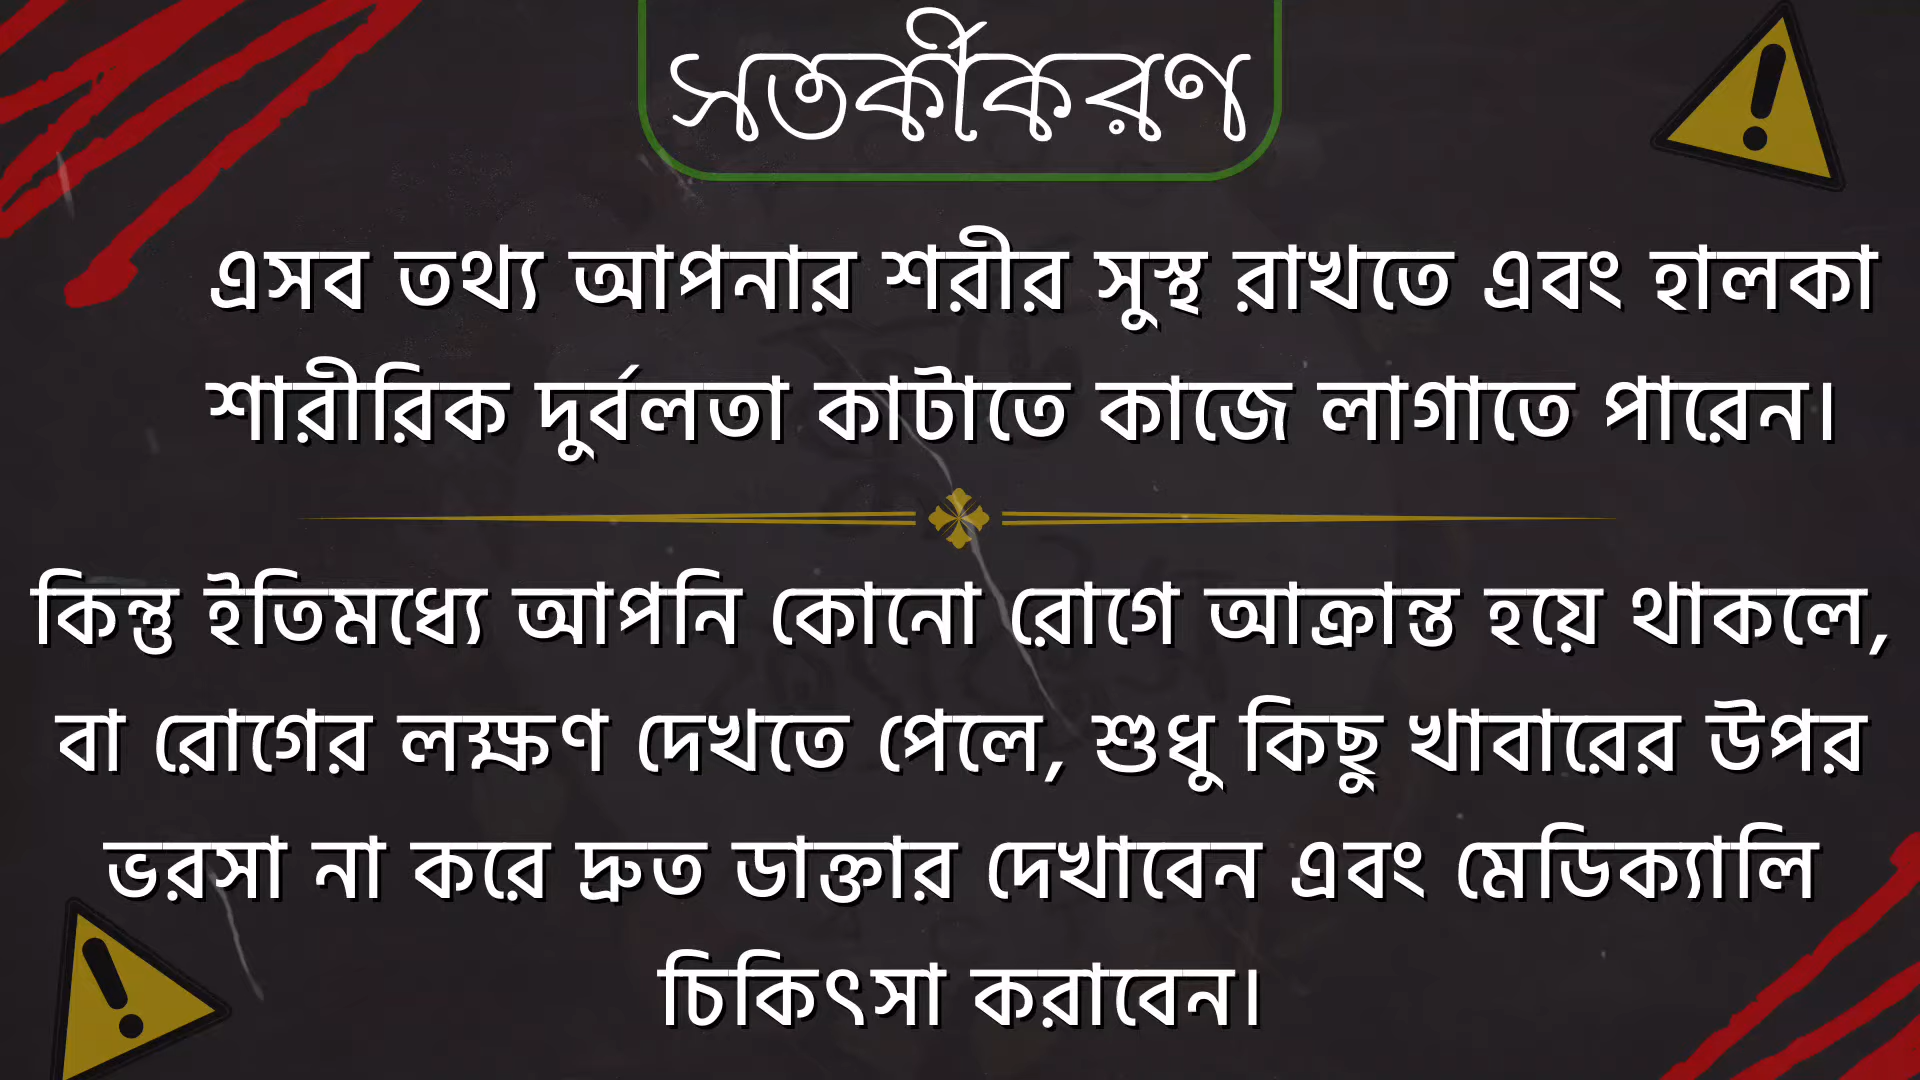 সতর্কীকরণ
এসব তথ্য আপনার শরীর সুস্থ রাখতে এবং হালকা
শারীরিক দুর্বলতা কাটাতে কাজে লাগাতে পারেন।
কিন্তু ইতিমধ্যে আপনি কোনো রোগে আক্রান্ত হয়ে থাকলে,
বা রোগের লক্ষণ দেখতে পেলে, শুধু কিছু খাবারের উপর
ভরসা না করে দ্রুত ডাক্তার দেখাবেন এবং মেডিক্যালি
চিকিৎসা করাবেন।